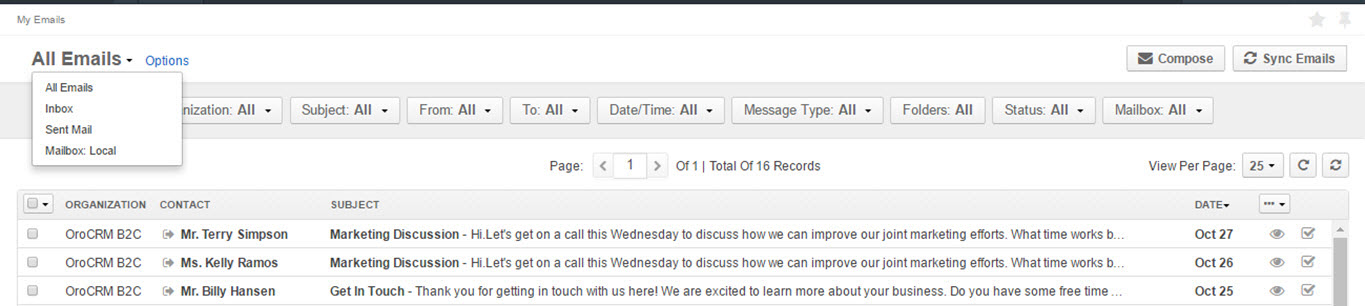 My Emails
All Emails Options Compose Sync Emails
All Emails
Inbox
Sent Mail
Mailbox: Local
Subject: All From: All To: All Date/Time: All Message Type: All Folders: All Status: All Mailbox: All
Page: 1 Of 1 | Total Of 16 Records View Per Page: 25
ORGANIZATION CONTACT SUBJECT DATE
OroCRM B2C Mr. Terry Simpson Marketing Discussion - Hi.Let's get on a call this Wednesday to discuss how we can improve our joint marketing efforts. What time works b... Oct 27
OroCRM B2C Ms. Kelly Ramos Marketing Discussion - Hi.Let's get on a call this Wednesday to discuss how we can improve our joint marketing efforts. What time works b... Oct 26
OroCRM B2C Mr. Billy Hansen Get In Touch - Thank you for getting in touch with us here! We are excited to learn more about your business. Do you have some free time ... Oct 25